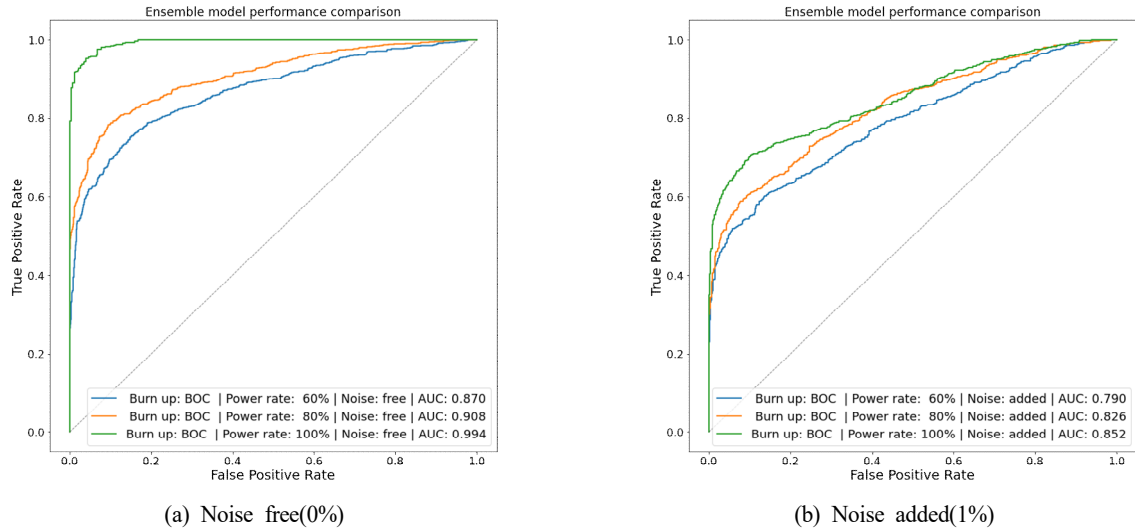 Ensemble model performance comparison
1.0
0.8
0.6
0.4
0.2
0.0
True Positive Rate
Burn up: BOC | Power rate: 60% | Noise: free | AUC: 0.870
Burn up: BOC | Power rate: 80% | Noise: free | AUC: 0.908
Burn up: BOC | Power rate: 100% | Noise: free | AUC: 0.994
0.0 0.2 0.4 0.6 0.8 1.0
False Positive Rate
(a) Noise free(0%)
Ensemble model performance comparison
1.0
0.8
0.6
0.4
0.2
0.0
True Positive Rate
Burn up: BOC | Power rate: 60% | Noise: added | AUC: 0.790
Burn up: BOC | Power rate: 80% | Noise: added | AUC: 0.826
Burn up: BOC | Power rate: 100% | Noise: added | AUC: 0.852
0.0 0.2 0.4 0.6 0.8 1.0
False Positive Rate
(b) Noise added(1%)